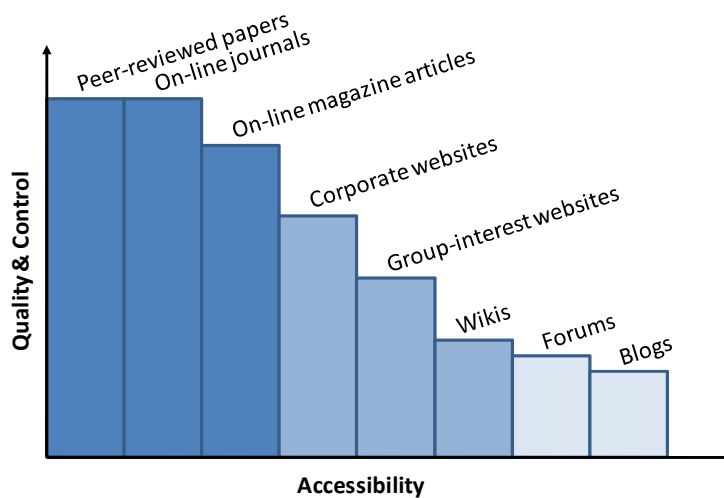 Peer-reviewed papers
On-line journals
On-line magazine articles
Corporate websites
Group-interest websites
Wikis
Forums
Blogs
Quality & Control
Accessibility